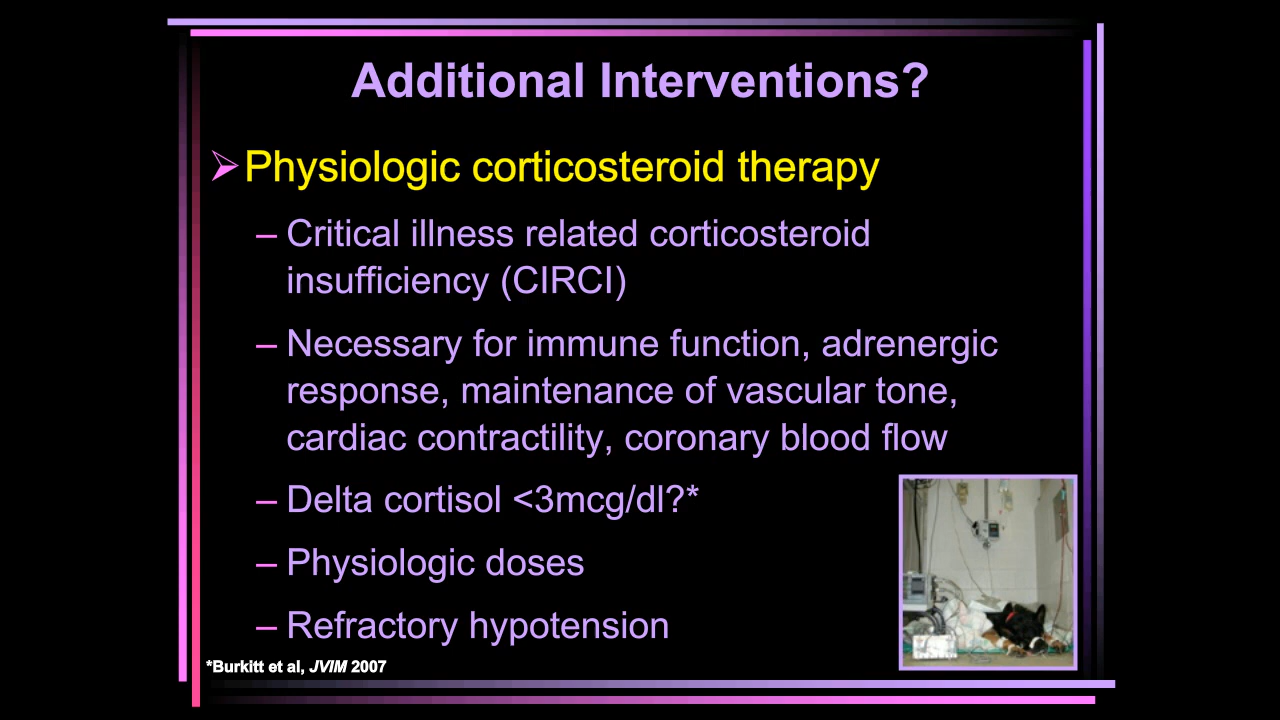 Additional Interventions?
Physiologic corticosteroid therapy
– Critical illness related corticosteroid
insufficiency (CIRCI)
– Necessary for immune function, adrenergic
response, maintenance of vascular tone,
cardiac contractility, coronary blood flow
– Delta cortisol <3mcg/dl?*
– Physiologic doses
– Refractory hypotension
*Burkitt et al, JVIM 2007